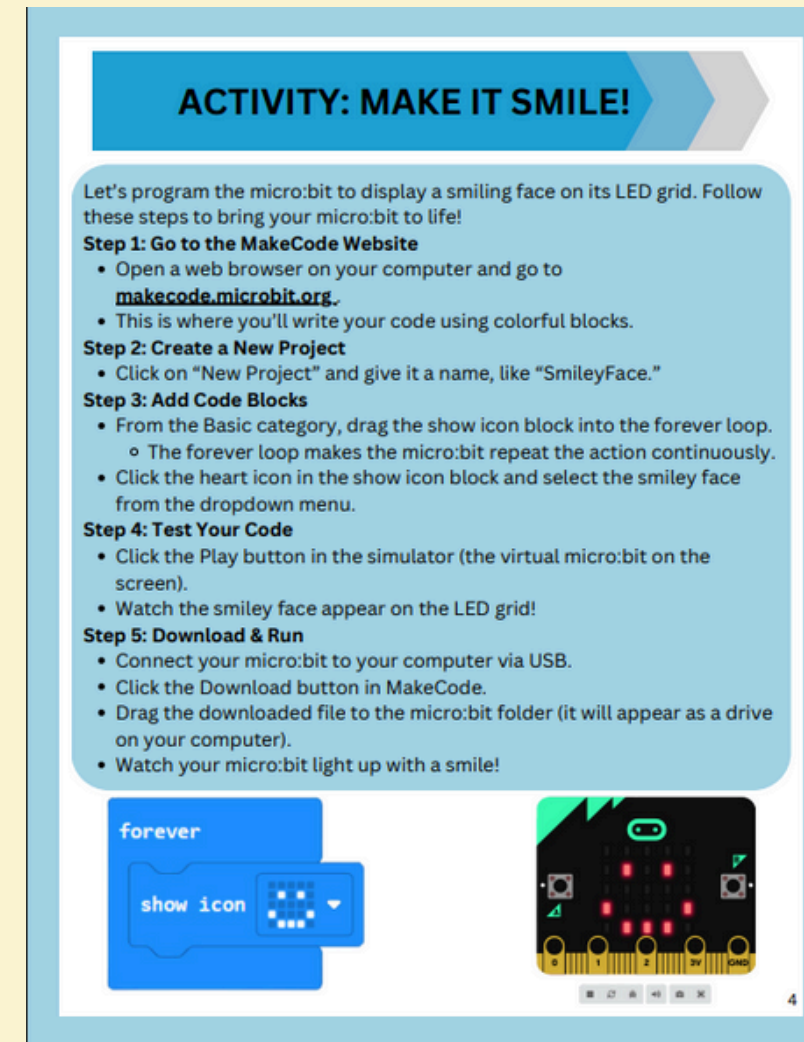 ACTIVITY: MAKE IT SMILE!
Let's program the micro:bit to display a smiling face on its LED grid. Follow
these steps to bring your micro:bit to life!
Step 1: Go to the MakeCode Website
• Open a web browser on your computer and go to
makecode.microbit.org.
• This is where you'll write your code using colorful blocks.
Step 2: Create a New Project
• Click on “New Project” and give it a name, like “SmileyFace.”
Step 3: Add Code Blocks
• From the Basic category, drag the show icon block into the forever loop.
◦ The forever loop makes the micro:bit repeat the action continuously.
• Click the heart icon in the show icon block and select the smiley face
from the dropdown menu.
Step 4: Test Your Code
• Click the Play button in the simulator (the virtual micro:bit on the
screen).
• Watch the smiley face appear on the LED grid!
Step 5: Download & Run
• Connect your micro:bit to your computer via USB.
• Click the Download button in MakeCode.
• Drag the downloaded file to the micro:bit folder (it will appear as a drive
on your computer).
• Watch your micro:bit light up with a smile!
forever
show icon
A
B
0 1 2 3V GND
4